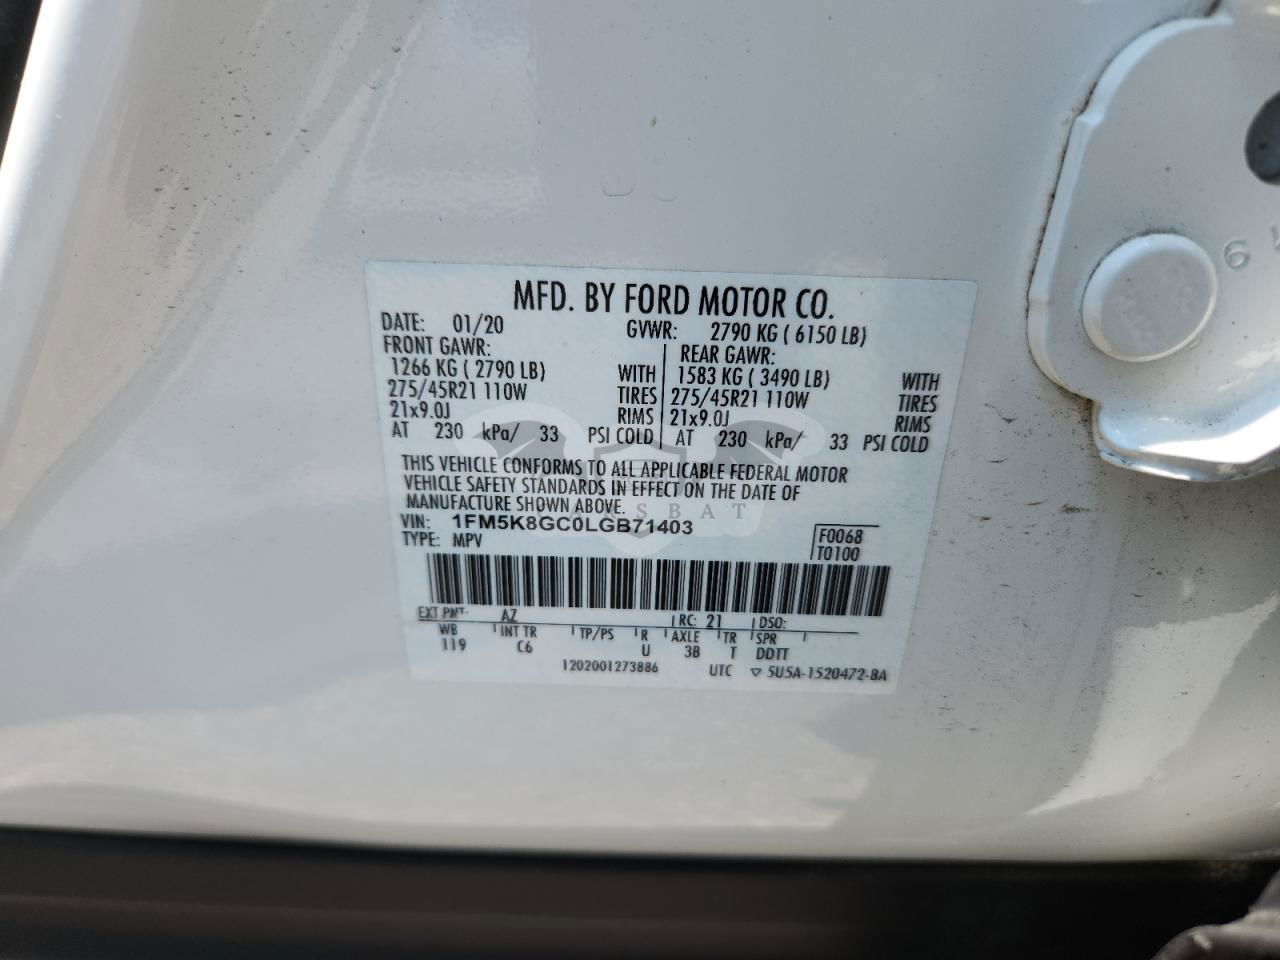 MFD. BY FORD MOTOR CO.
DATE: 01/20 GVWR: 2790 KG ( 6150 LB)
FRONT GAWR: REAR GAWR:
1266 KG ( 2790 LB) WITH 1583 KG ( 3490 LB) WITH
275/45R21 110W TIRES 275/45R21 110W TIRES
21x9.0J RIMS 21x9.0J RIMS
AT 230 kPa/ 33 PSI COLD AT 230 kPa/ 33 PSI COLD
THIS VEHICLE CONFORMS TO ALL APPLICABLE FEDERAL MOTOR
VEHICLE SAFETY STANDARDS IN EFFECT ON THE DATE OF
MANUFACTURE SHOWN ABOVE.
VIN: 1FM5K8GC0LGB71403 F0068
TYPE: MPV T0100
EXT PNT: AZ RC: 21 DSO:
WB INT TR TP/PS R AXLE TR SPR
119 C6 U 3B T DDTT
1202001273886 UTC ▽ 5U5A-1520472-BA